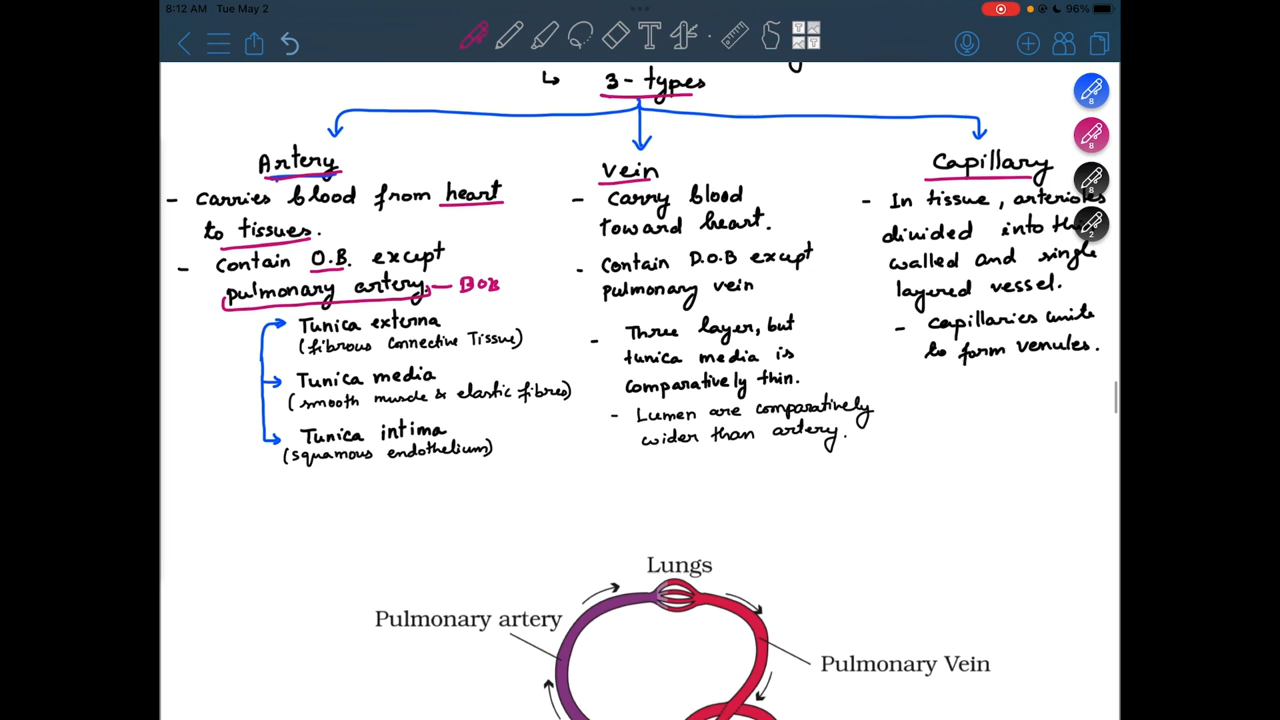 8:12 AM Tue May 2
96%
↳ 3 - types
Artery
- Carries blood from heart
to tissues.
- Contain O.B. except
pulmonary artery. — DOB
Tunica externa
(fibrous connective Tissue)
Tunica media
(smooth muscle & elastic fibres)
Tunica intima
(squamous endothelium)
Vein
- Carry blood
toward heart.
- Contain D.O.B except
pulmonary vein
- Three layer, but
tunica media is
comparatively thin.
- Lumen are comparatively
wider than artery.
Capillary
- In tissue, arterioles
divided into thin
walled and single
layered vessel.
- Capillaries unite
to form venules.
8
8
8
2
Lungs
Pulmonary artery
Pulmonary Vein